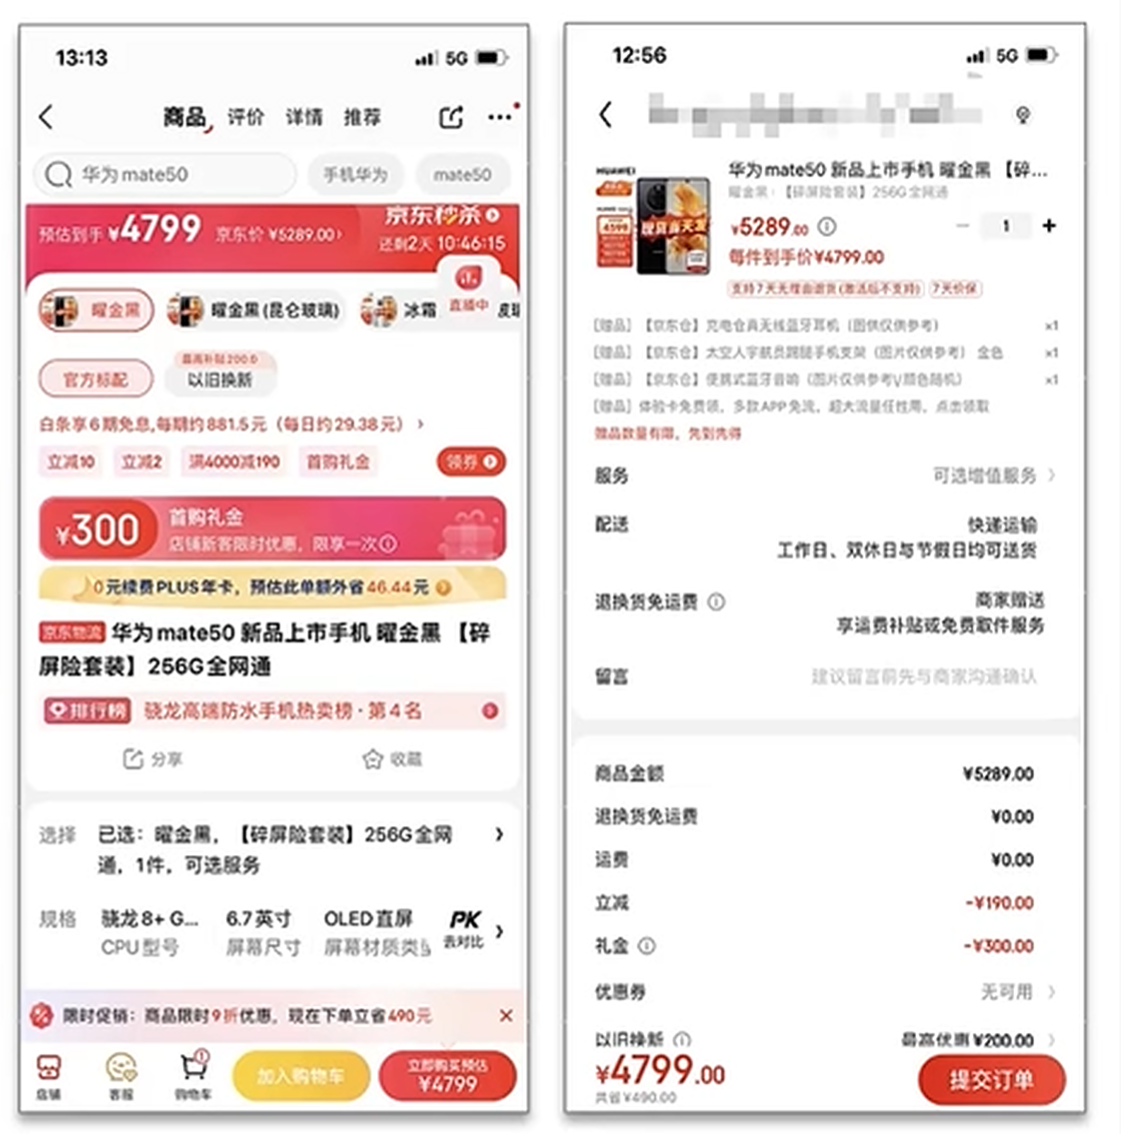 13:13
5G
商品
评价
详情
推荐
华为mate50
手机华为
mate50
预估到手 ¥4799 京东价 ¥5289.00
京东秒杀
还剩2天 10:46:15
直播中
曜金黑
曜金黑(昆仑玻璃)
冰霜
官方标配
最高补贴200.0
以旧换新
白条享6期免息,每期约881.5元（每日约29.38元）
立减10
立减2
满4000减190
首购礼金
领券
¥300
首购礼金
店铺新客限时优惠，限享一次
0元续费PLUS年卡，预估此单额外省46.44元
京东物流 华为mate50 新品上市手机 曜金黑 【碎
屏险套装】256G全网通
排行榜 骁龙高端防水手机热卖榜·第4名
分享
收藏
选择 已选：曜金黑，【碎屏险套装】256G全网
通，1件，可选服务
规格 骁龙8+ G... 6.7英寸 OLED直屏 PK
CPU型号 屏幕尺寸 屏幕材质类 去对比
限时促销：商品限时9折优惠，现在下单立省490元
店铺
客服
购物车
1
加入购物车
立即购买预估
¥4799
12:56
5G
HUAWEI
现货当天发
华为mate50 新品上市手机 曜金黑 【碎...
曜金黑·【碎屏险套装】256G全网通
¥5289.00
1
每件到手价¥4799.00
支持7天无理由退货(激活后不支持)
7天价保
[赠品] 【京东仓】充电仓真无线蓝牙耳机（图供仅供参考） x1
[赠品] 【京东仓】太空人宇航员踢腿手机支架（图片仅供参考） 金色 x1
[赠品] 【京东仓】便携式蓝牙音响（图片仅供参考\/颜色随机） x1
[赠品] 体验卡免费领，多款APP免流，超大流量任性用，点击领取
赠品数量有限，先到先得
服务 可选增值服务
配送 快递运输
工作日、双休日与节假日均可送货
退换货免运费 商家赠送
享运费补贴或免费取件服务
留言 建议留言前先与商家沟通确认
商品金额 ¥5289.00
退换货免运费 ¥0.00
运费 ¥0.00
立减 -¥190.00
礼金 -¥300.00
优惠券 无可用
以旧换新 最高优惠¥200.00
¥4799.00
共省¥490.00
提交订单